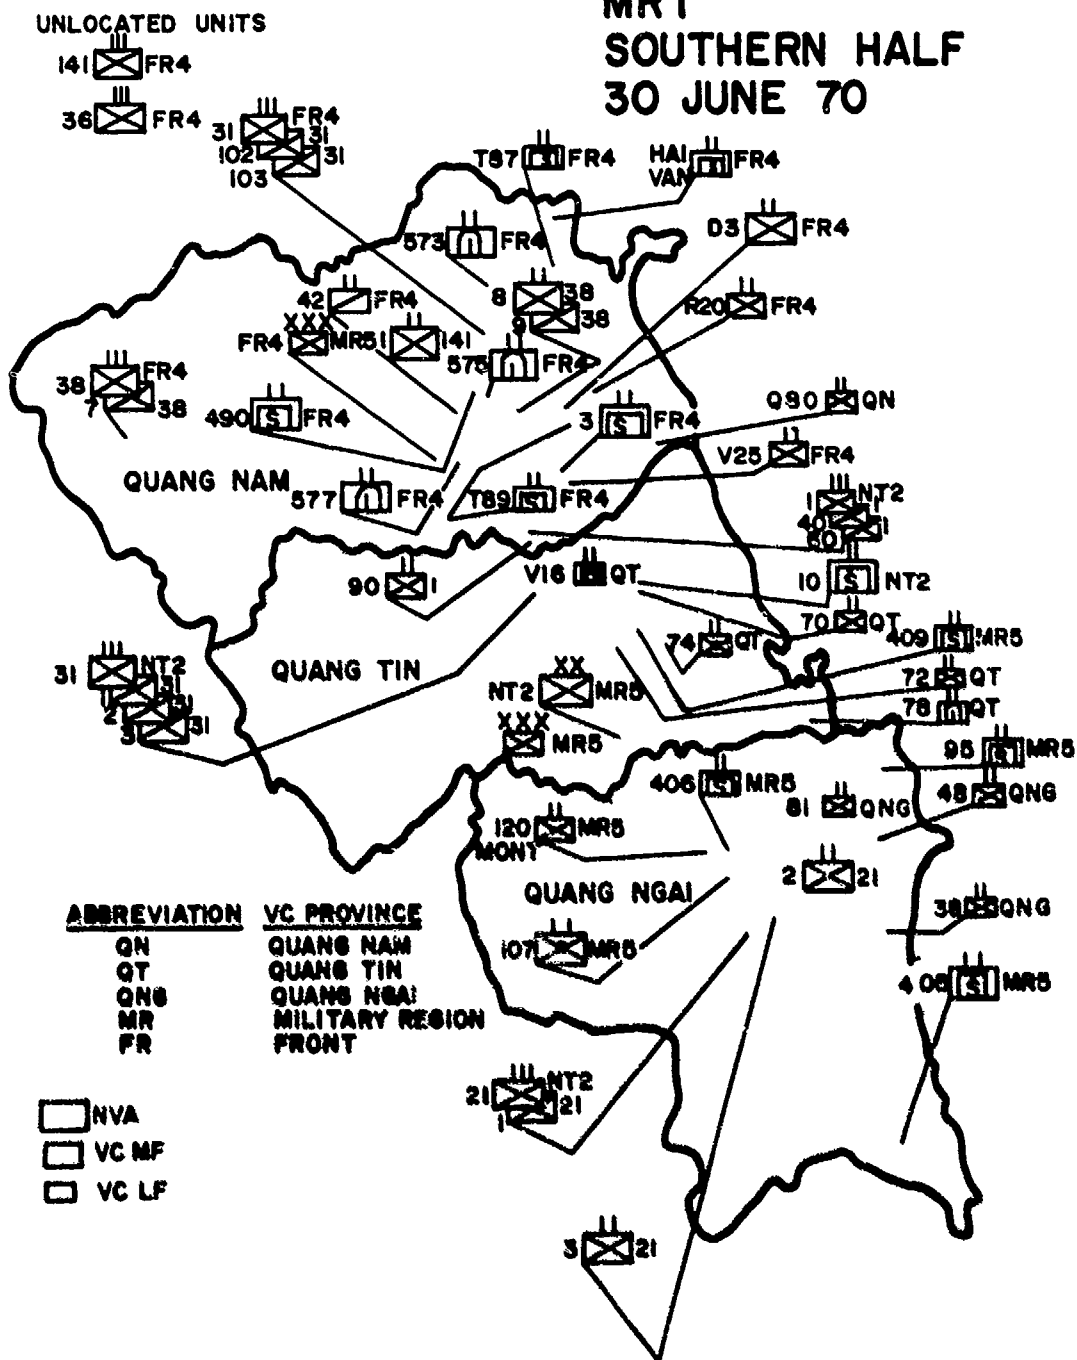 MR 1
SOUTHERN HALF
30 JUNE 70
UNLOCATED UNITS
141 FR4
36 FR4
31 FR4
102 31
103 31
T87 FR4
HAI VAN FR4
573 FR4
D3 FR4
42 FR4
8 38
9 38
R20 FR4
XXX
FR4 MR5
1 141
575 FR4
38 FR4
7 38
490 S FR4
3 S FR4
Q80 QN
V25 FR4
QUANG NAM
577 FR4
T89 S FR4
1 NT2
1
60 1
90 1
V16 QT
10 S NT2
70 QT
409 S MR5
74 QT
72 QT
78 QT
QUANG TIN
31 NT2
1 31
2 31
3 31
XX
NT2 MR5
XXX
MR5
95 S MR5
406 S MR5
48 QNG
81 QNG
120 MR5
MONT
2 21
QUANG NGAI
38 QNG
107 MR5
405 S MR5
ABBREVIATION VC PROVINCE
QN QUANG NAM
QT QUANG TIN
QNG QUANG NGAI
MR MILITARY REGION
FR FRONT
21 NT2
1 21
NVA
VC MF
VC LF
3 21